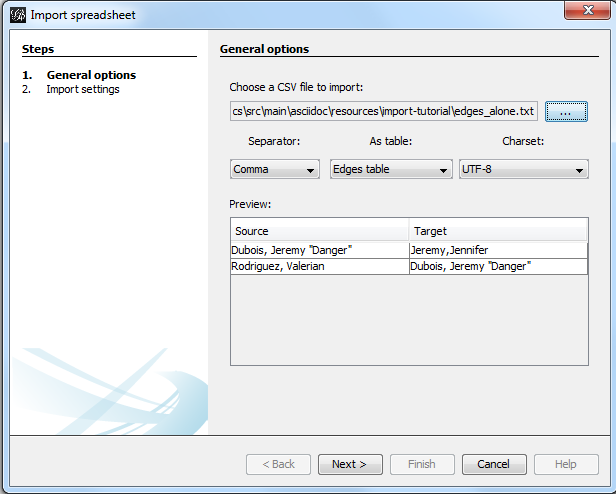 Import spreadsheet
Steps
1. General options
2. Import settings
General options
Choose a CSV file to import:
cs\src\main\asciidoc\resources\import-tutorial\edges_alone.txt ...
Separator: As table: Charset:
Comma Edges table UTF-8
Preview:
Source Target
Dubois, Jeremy "Danger" Jeremy,Jennifer
Rodriguez, Valerian Dubois, Jeremy "Danger"
< Back Next > Finish Cancel Help